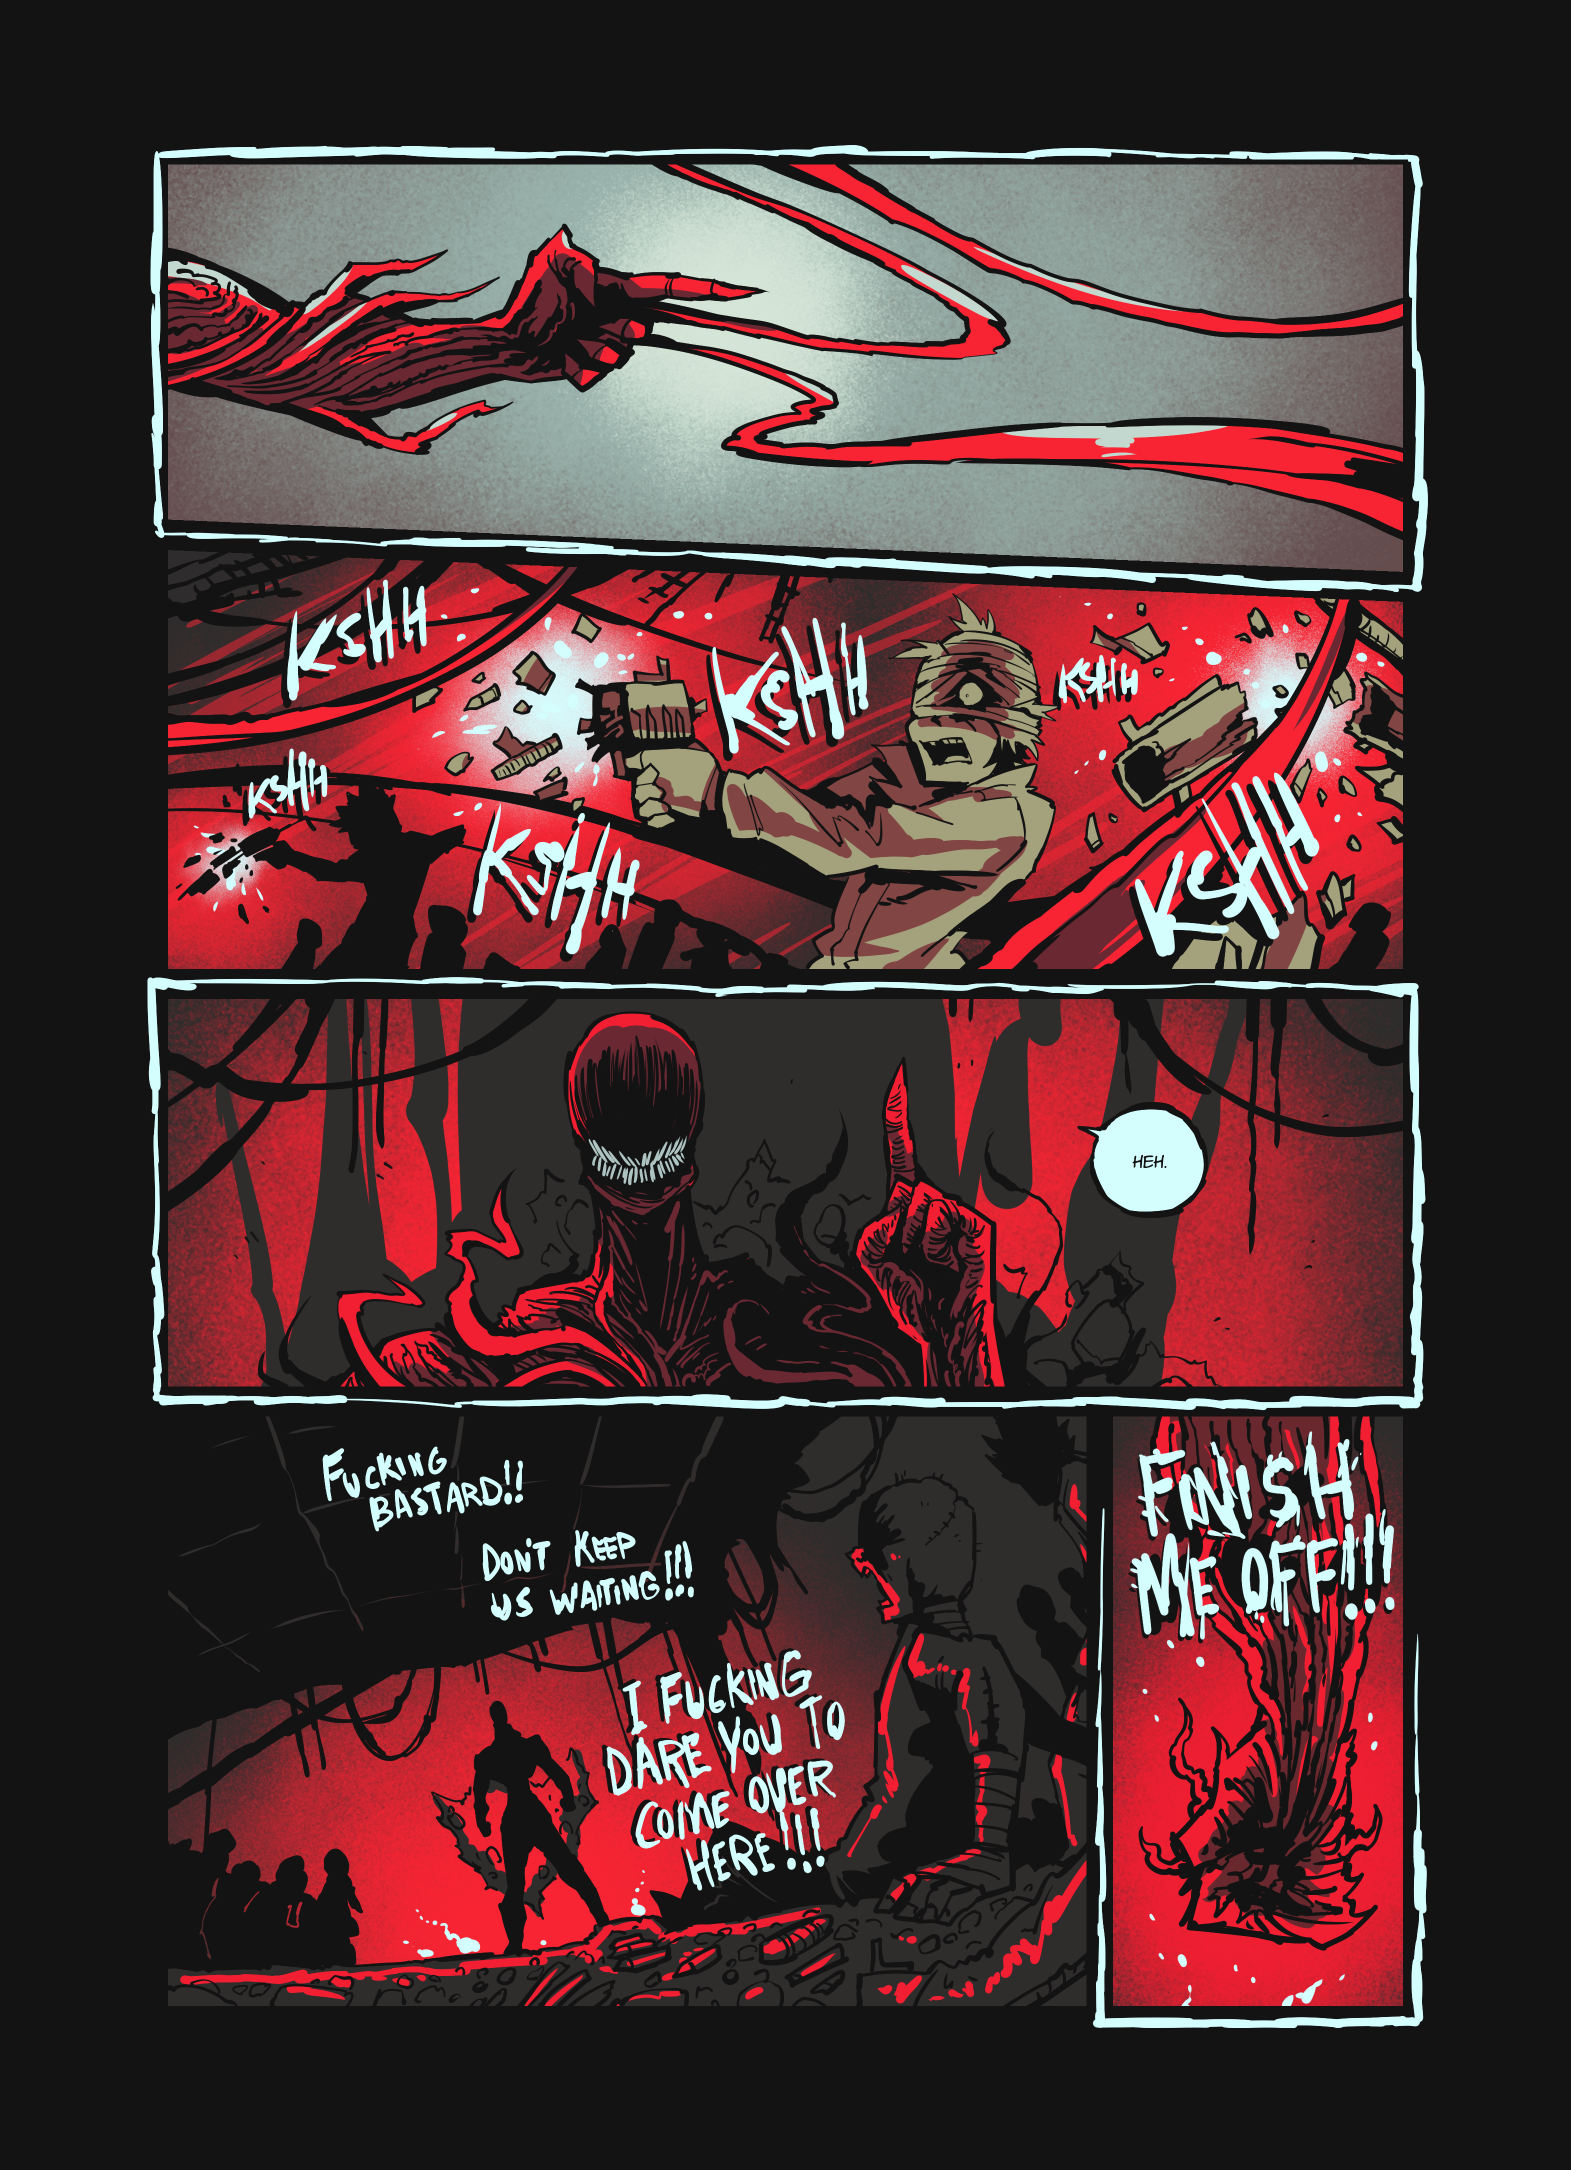 KSHH
KSHH
KSHH
KSHH
KSHH
KSHH
HEH.
FUCKING
BASTARD!!
DON'T KEEP
US WAITING!!!
I FUCKING
DARE YOU TO
COME OVER
HERE!!!
FINISH
ME OFF!!!